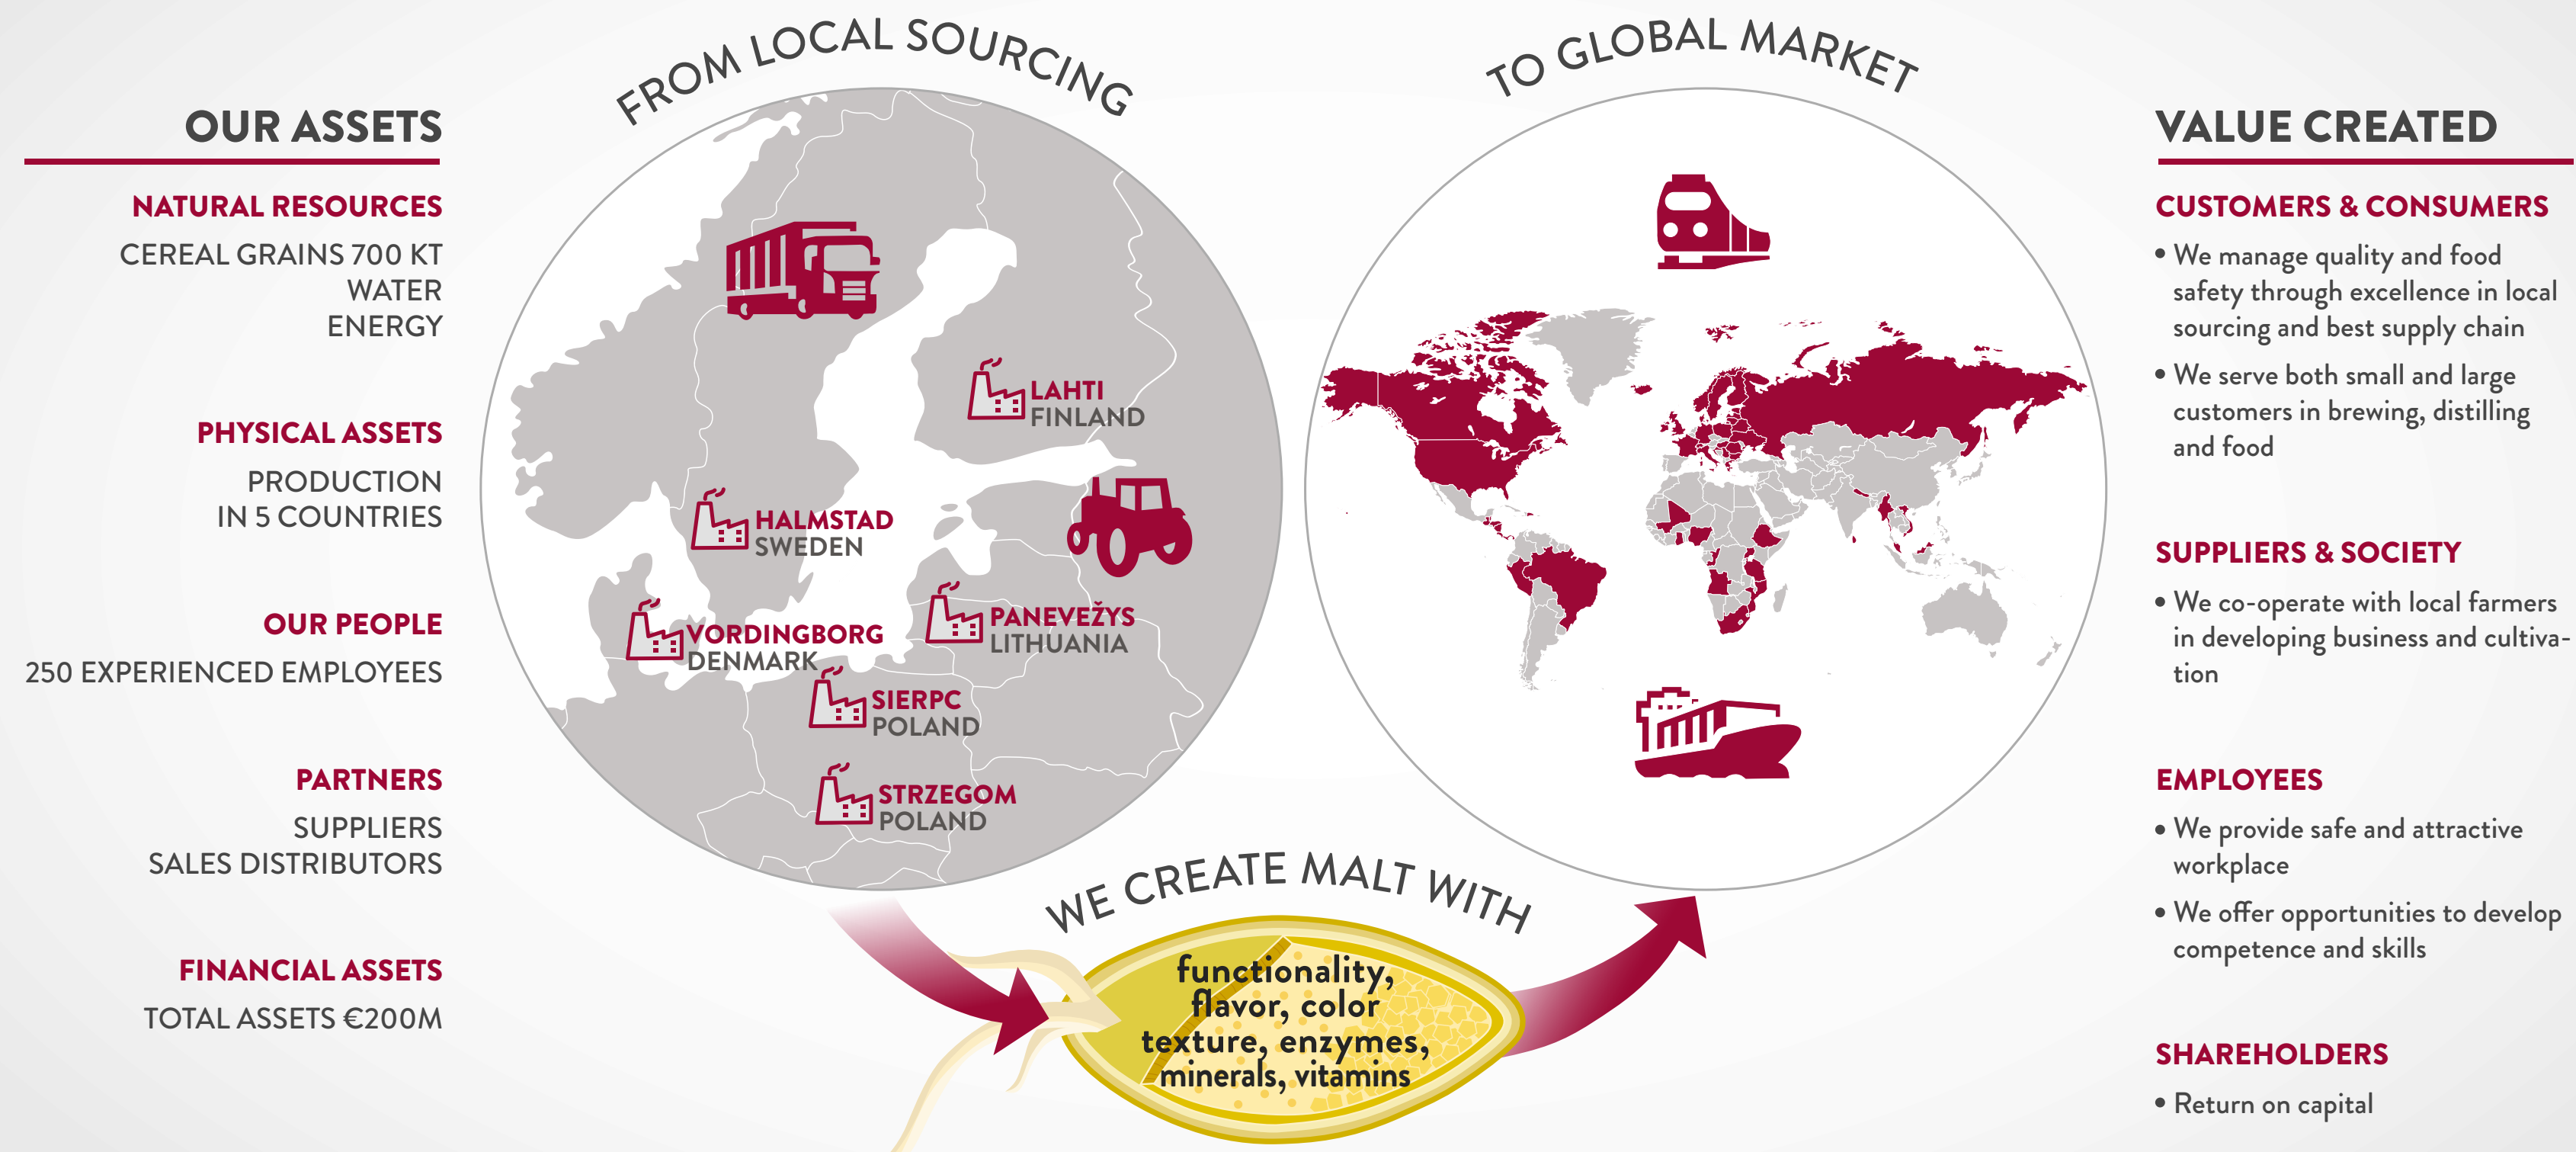 OUR ASSETS
NATURAL RESOURCES
CEREAL GRAINS 700 KT
WATER
ENERGY
PHYSICAL ASSETS
PRODUCTION
IN 5 COUNTRIES
OUR PEOPLE
250 EXPERIENCED EMPLOYEES
PARTNERS
SUPPLIERS
SALES DISTRIBUTORS
FINANCIAL ASSETS
TOTAL ASSETS €200M
FROM LOCAL SOURCING
LAHTI
FINLAND
HALMSTAD
SWEDEN
PANEVEŽYS
LITHUANIA
VORDINGBORG
DENMARK
SIERPC
POLAND
STRZEGOM
POLAND
WE CREATE MALT WITH
functionality,
flavor, color
texture, enzymes,
minerals, vitamins
TO GLOBAL MARKET
VALUE CREATED
CUSTOMERS & CONSUMERS
• We manage quality and food
safety through excellence in local
sourcing and best supply chain
• We serve both small and large
customers in brewing, distilling
and food
SUPPLIERS & SOCIETY
• We co-operate with local farmers
in developing business and cultiva-
tion
EMPLOYEES
• We provide safe and attractive
workplace
• We offer opportunities to develop
competence and skills
SHAREHOLDERS
• Return on capital